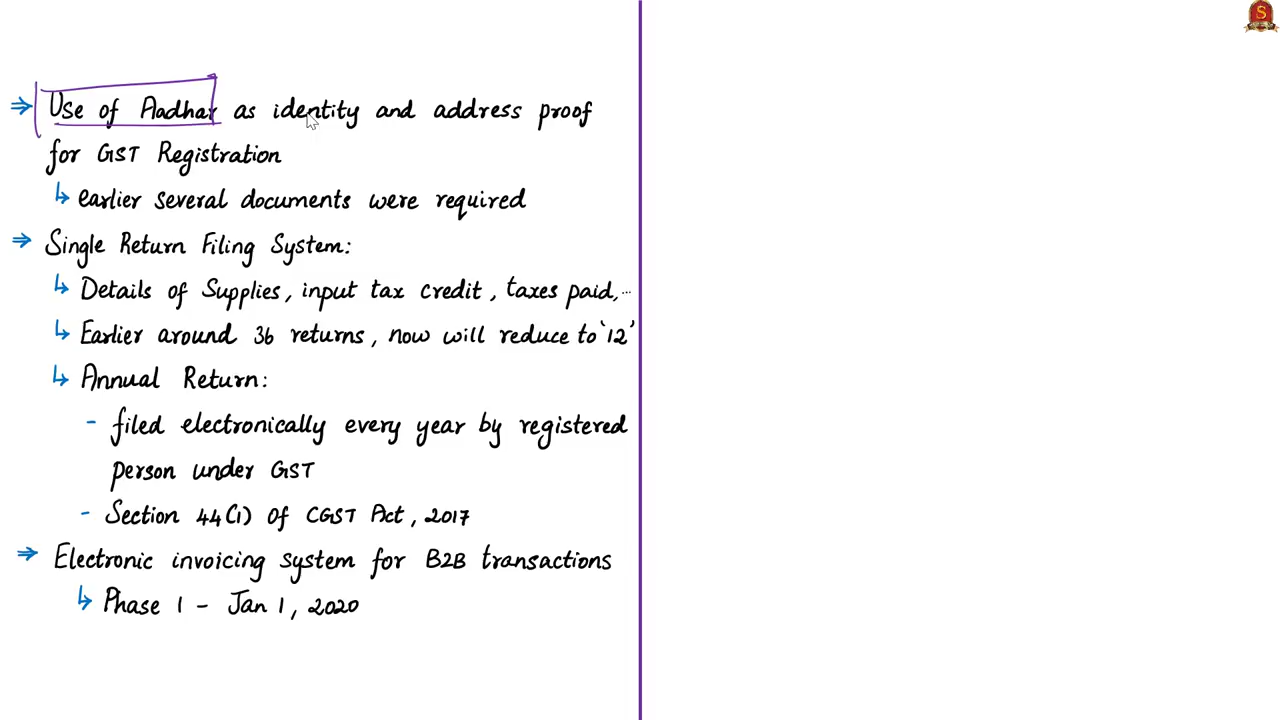 ⇒ Use of Aadhar as identity and address proof
for GST Registration
↳ earlier several documents were required
⇒ Single Return Filing System:
↳ Details of Supplies, input tax credit, taxes paid,...
↳ Earlier around 36 returns, now will reduce to '12'
↳ Annual Return:
- filed electronically every year by registered
person under GST
- Section 44(1) of CGST Act, 2017
⇒ Electronic invoicing system for B2B transactions
↳ Phase 1 - Jan 1, 2020
S